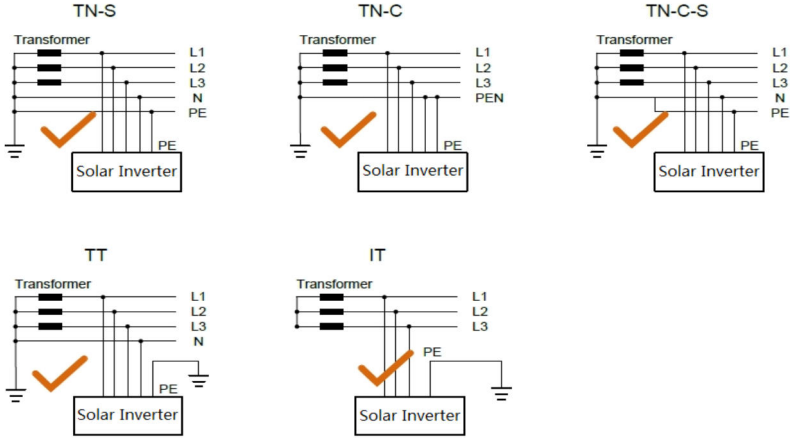 TN-S
Transformer
L1
L2
L3
N
PE
PE
Solar Inverter
TN-C
Transformer
L1
L2
L3
PEN
PE
Solar Inverter
TN-C-S
Transformer
L1
L2
L3
N
PE
PE
Solar Inverter
TT
Transformer
L1
L2
L3
N
PE
Solar Inverter
IT
Transformer
L1
L2
L3
PE
Solar Inverter